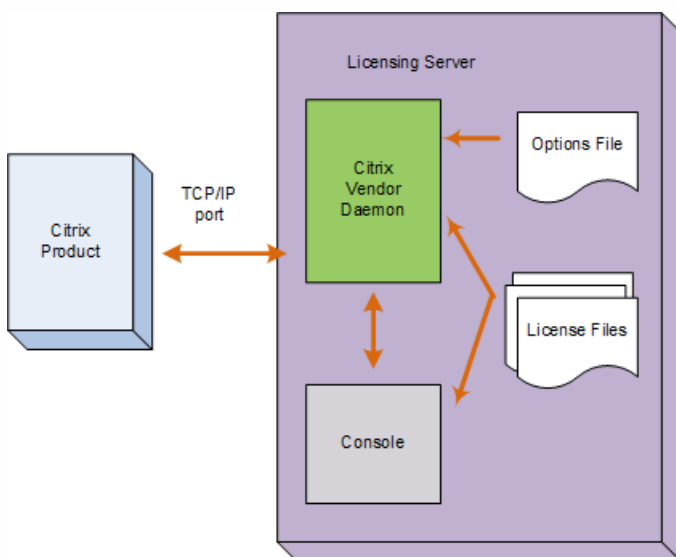 Licensing Server
Citrix
Vendor
Daemon
Options File
TCP/IP
port
Citrix
Product
License Files
Console